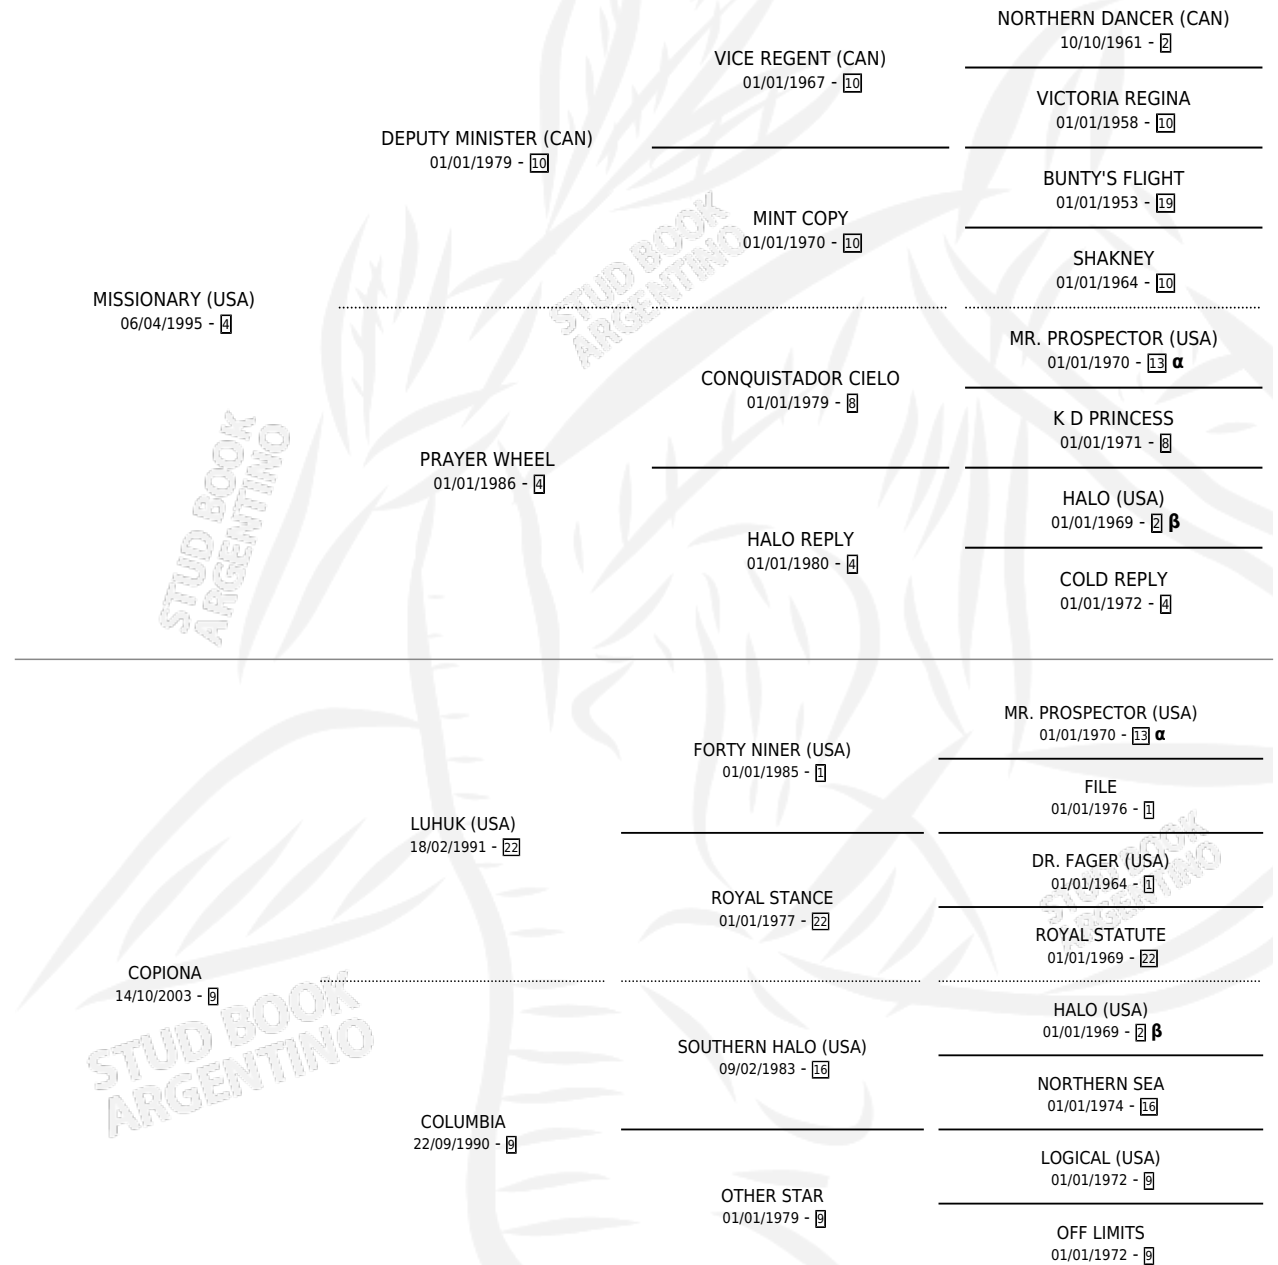 NORTHERN DANCER (CAN)
10/10/1961 - 2
VICE REGENT (CAN)
01/01/1967 - 10
VICTORIA REGINA
01/01/1958 - 10
DEPUTY MINISTER (CAN)
01/01/1979 - 10
BUNTY'S FLIGHT
01/01/1953 - 19
MINT COPY
01/01/1970 - 10
SHAKNEY
01/01/1964 - 10
MISSIONARY (USA)
06/04/1995 - 4
MR. PROSPECTOR (USA)
01/01/1970 - 13 α
CONQUISTADOR CIELO
01/01/1979 - 8
K D PRINCESS
01/01/1971 - 8
PRAYER WHEEL
01/01/1986 - 4
HALO (USA)
01/01/1969 - 2 β
HALO REPLY
01/01/1980 - 4
COLD REPLY
01/01/1972 - 4
MR. PROSPECTOR (USA)
01/01/1970 - 13 α
FORTY NINER (USA)
01/01/1985 - 1
FILE
01/01/1976 - 1
LUHUK (USA)
18/02/1991 - 22
DR. FAGER (USA)
01/01/1964 - 1
ROYAL STANCE
01/01/1977 - 22
ROYAL STATUTE
01/01/1969 - 22
COPIONA
14/10/2003 - 9
HALO (USA)
01/01/1969 - 2 β
SOUTHERN HALO (USA)
09/02/1983 - 16
NORTHERN SEA
01/01/1974 - 16
COLUMBIA
22/09/1990 - 9
LOGICAL (USA)
01/01/1972 - 9
OTHER STAR
01/01/1979 - 9
OFF LIMITS
01/01/1972 - 9
STUD BOOK
ARGENTINO
STUD BOOK
ARGENTINO
STUD BOOK
ARGENTINO
STUD BOOK
ARGENTINO